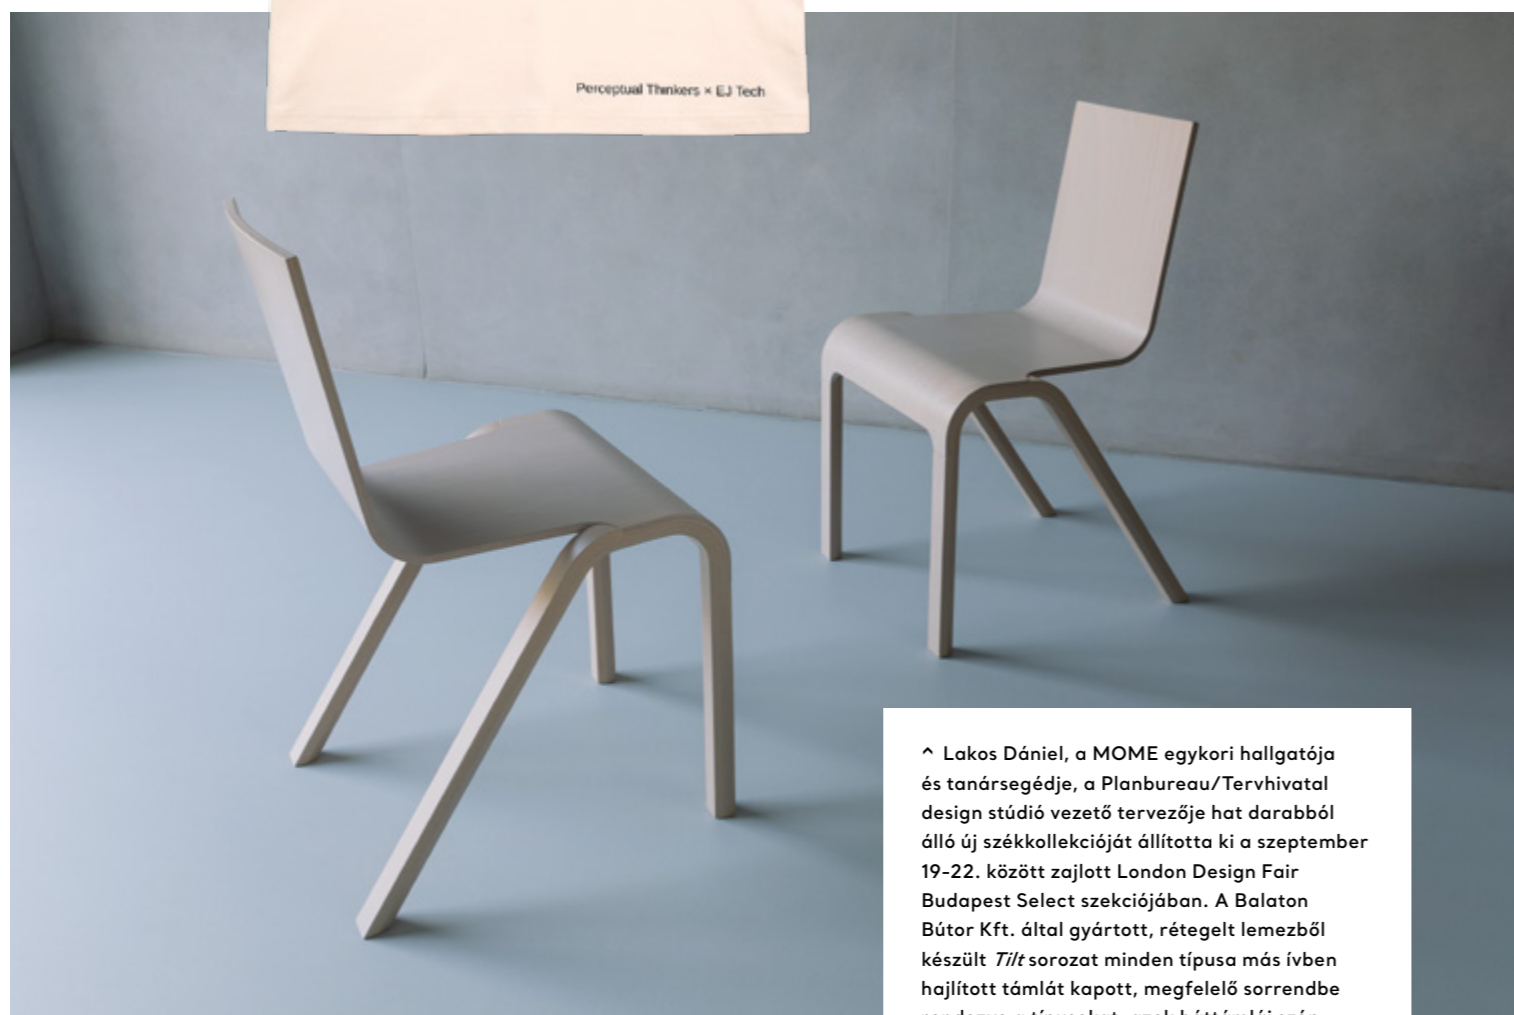 Perceptual Thinkers × EJ Tech
^ Lakos Dániel, a MOME egykori hallgatója
és tanársegédje, a Planbureau/Tervhivatal
design stúdió vezető tervezője hat darabból
álló új székkollekcióját állította ki a szeptember
19-22. között zajlott London Design Fair
Budapest Select szekciójában. A Balaton
Bútor Kft. által gyártott, rétegelt lemezből
készült Tilt sorozat minden típusa más ívben
hajlított támlát kapott, megfelelő sorrendbe